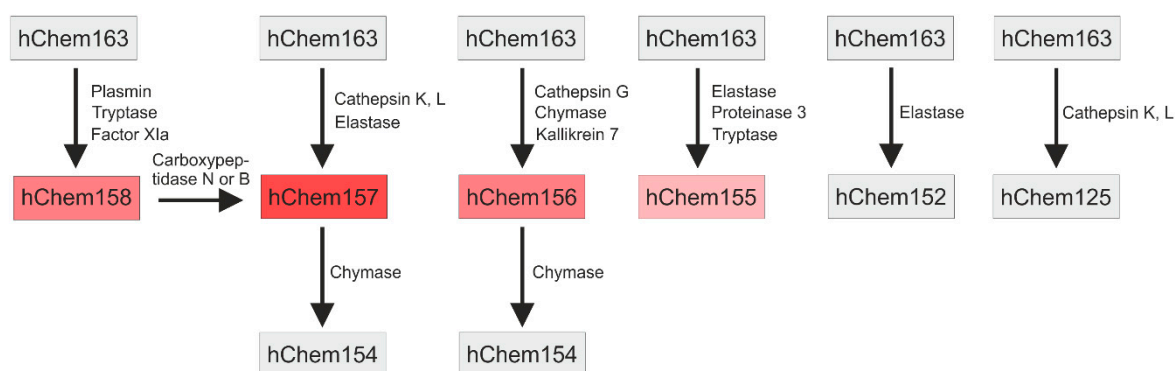 hChem163
hChem163
hChem163
hChem163
hChem163
hChem163
Plasmin
Tryptase
Factor XIa
Cathepsin K, L
Elastase
Cathepsin G
Chymase
Kallikrein 7
Elastase
Proteinase 3
Tryptase
Elastase
Cathepsin K, L
Carboxypep-
tidase N or B
hChem158
hChem157
hChem156
hChem155
hChem152
hChem125
Chymase
Chymase
hChem154
hChem154